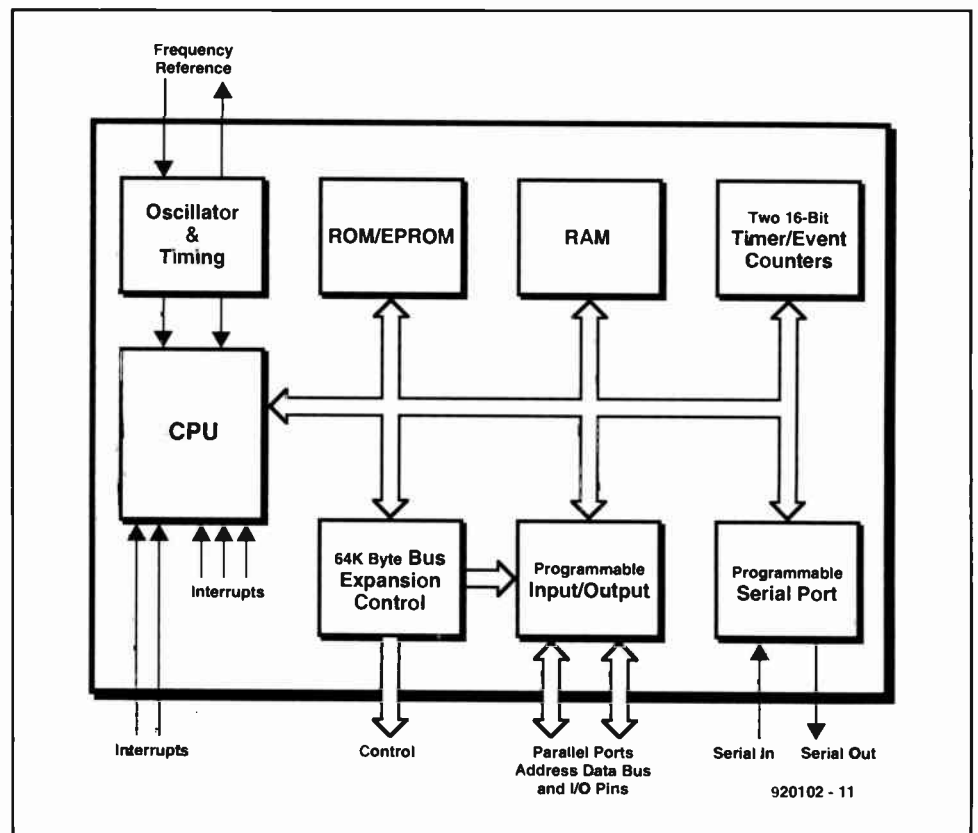 Frequency
Reference
Oscillator
&
Timing
ROM/EPROM
RAM
Two 16-Bit
Timer/Event
Counters
CPU
Interrupts
64K Byte Bus
Expansion
Control
Programmable
Input/Output
Programmable
Serial Port
Interrupts
Control
Parallel Ports
Address Data Bus
and I/O Pins
Serial In
Serial Out
920102 - 11